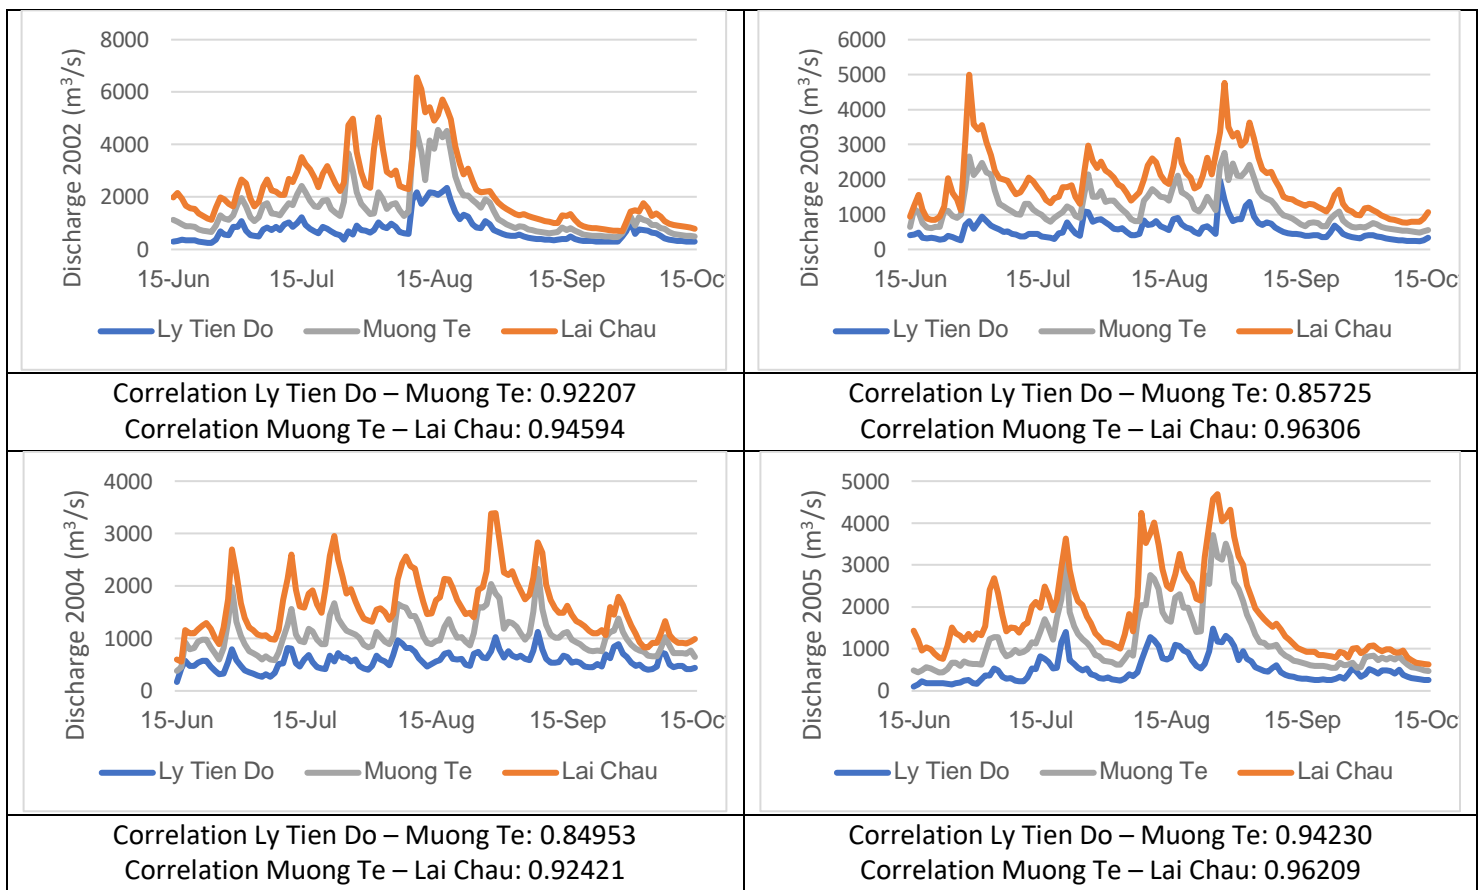 Discharge 2002 (m³/s)
8000
6000
4000
2000
0
15-Jun 15-Jul 15-Aug 15-Sep 15-Oct
Ly Tien Do Muong Te Lai Chau
Discharge 2003 (m³/s)
6000
5000
4000
3000
2000
1000
0
15-Jun 15-Jul 15-Aug 15-Sep 15-Oct
Ly Tien Do Muong Te Lai Chau
Correlation Ly Tien Do – Muong Te: 0.92207
Correlation Muong Te – Lai Chau: 0.94594
Correlation Ly Tien Do – Muong Te: 0.85725
Correlation Muong Te – Lai Chau: 0.96306
Discharge 2004 (m³/s)
4000
3000
2000
1000
0
15-Jun 15-Jul 15-Aug 15-Sep 15-Oct
Ly Tien Do Muong Te Lai Chau
Discharge 2005 (m³/s)
5000
4000
3000
2000
1000
0
15-Jun 15-Jul 15-Aug 15-Sep 15-Oct
Ly Tien Do Muong Te Lai Chau
Correlation Ly Tien Do – Muong Te: 0.84953
Correlation Muong Te – Lai Chau: 0.92421
Correlation Ly Tien Do – Muong Te: 0.94230
Correlation Muong Te – Lai Chau: 0.96209